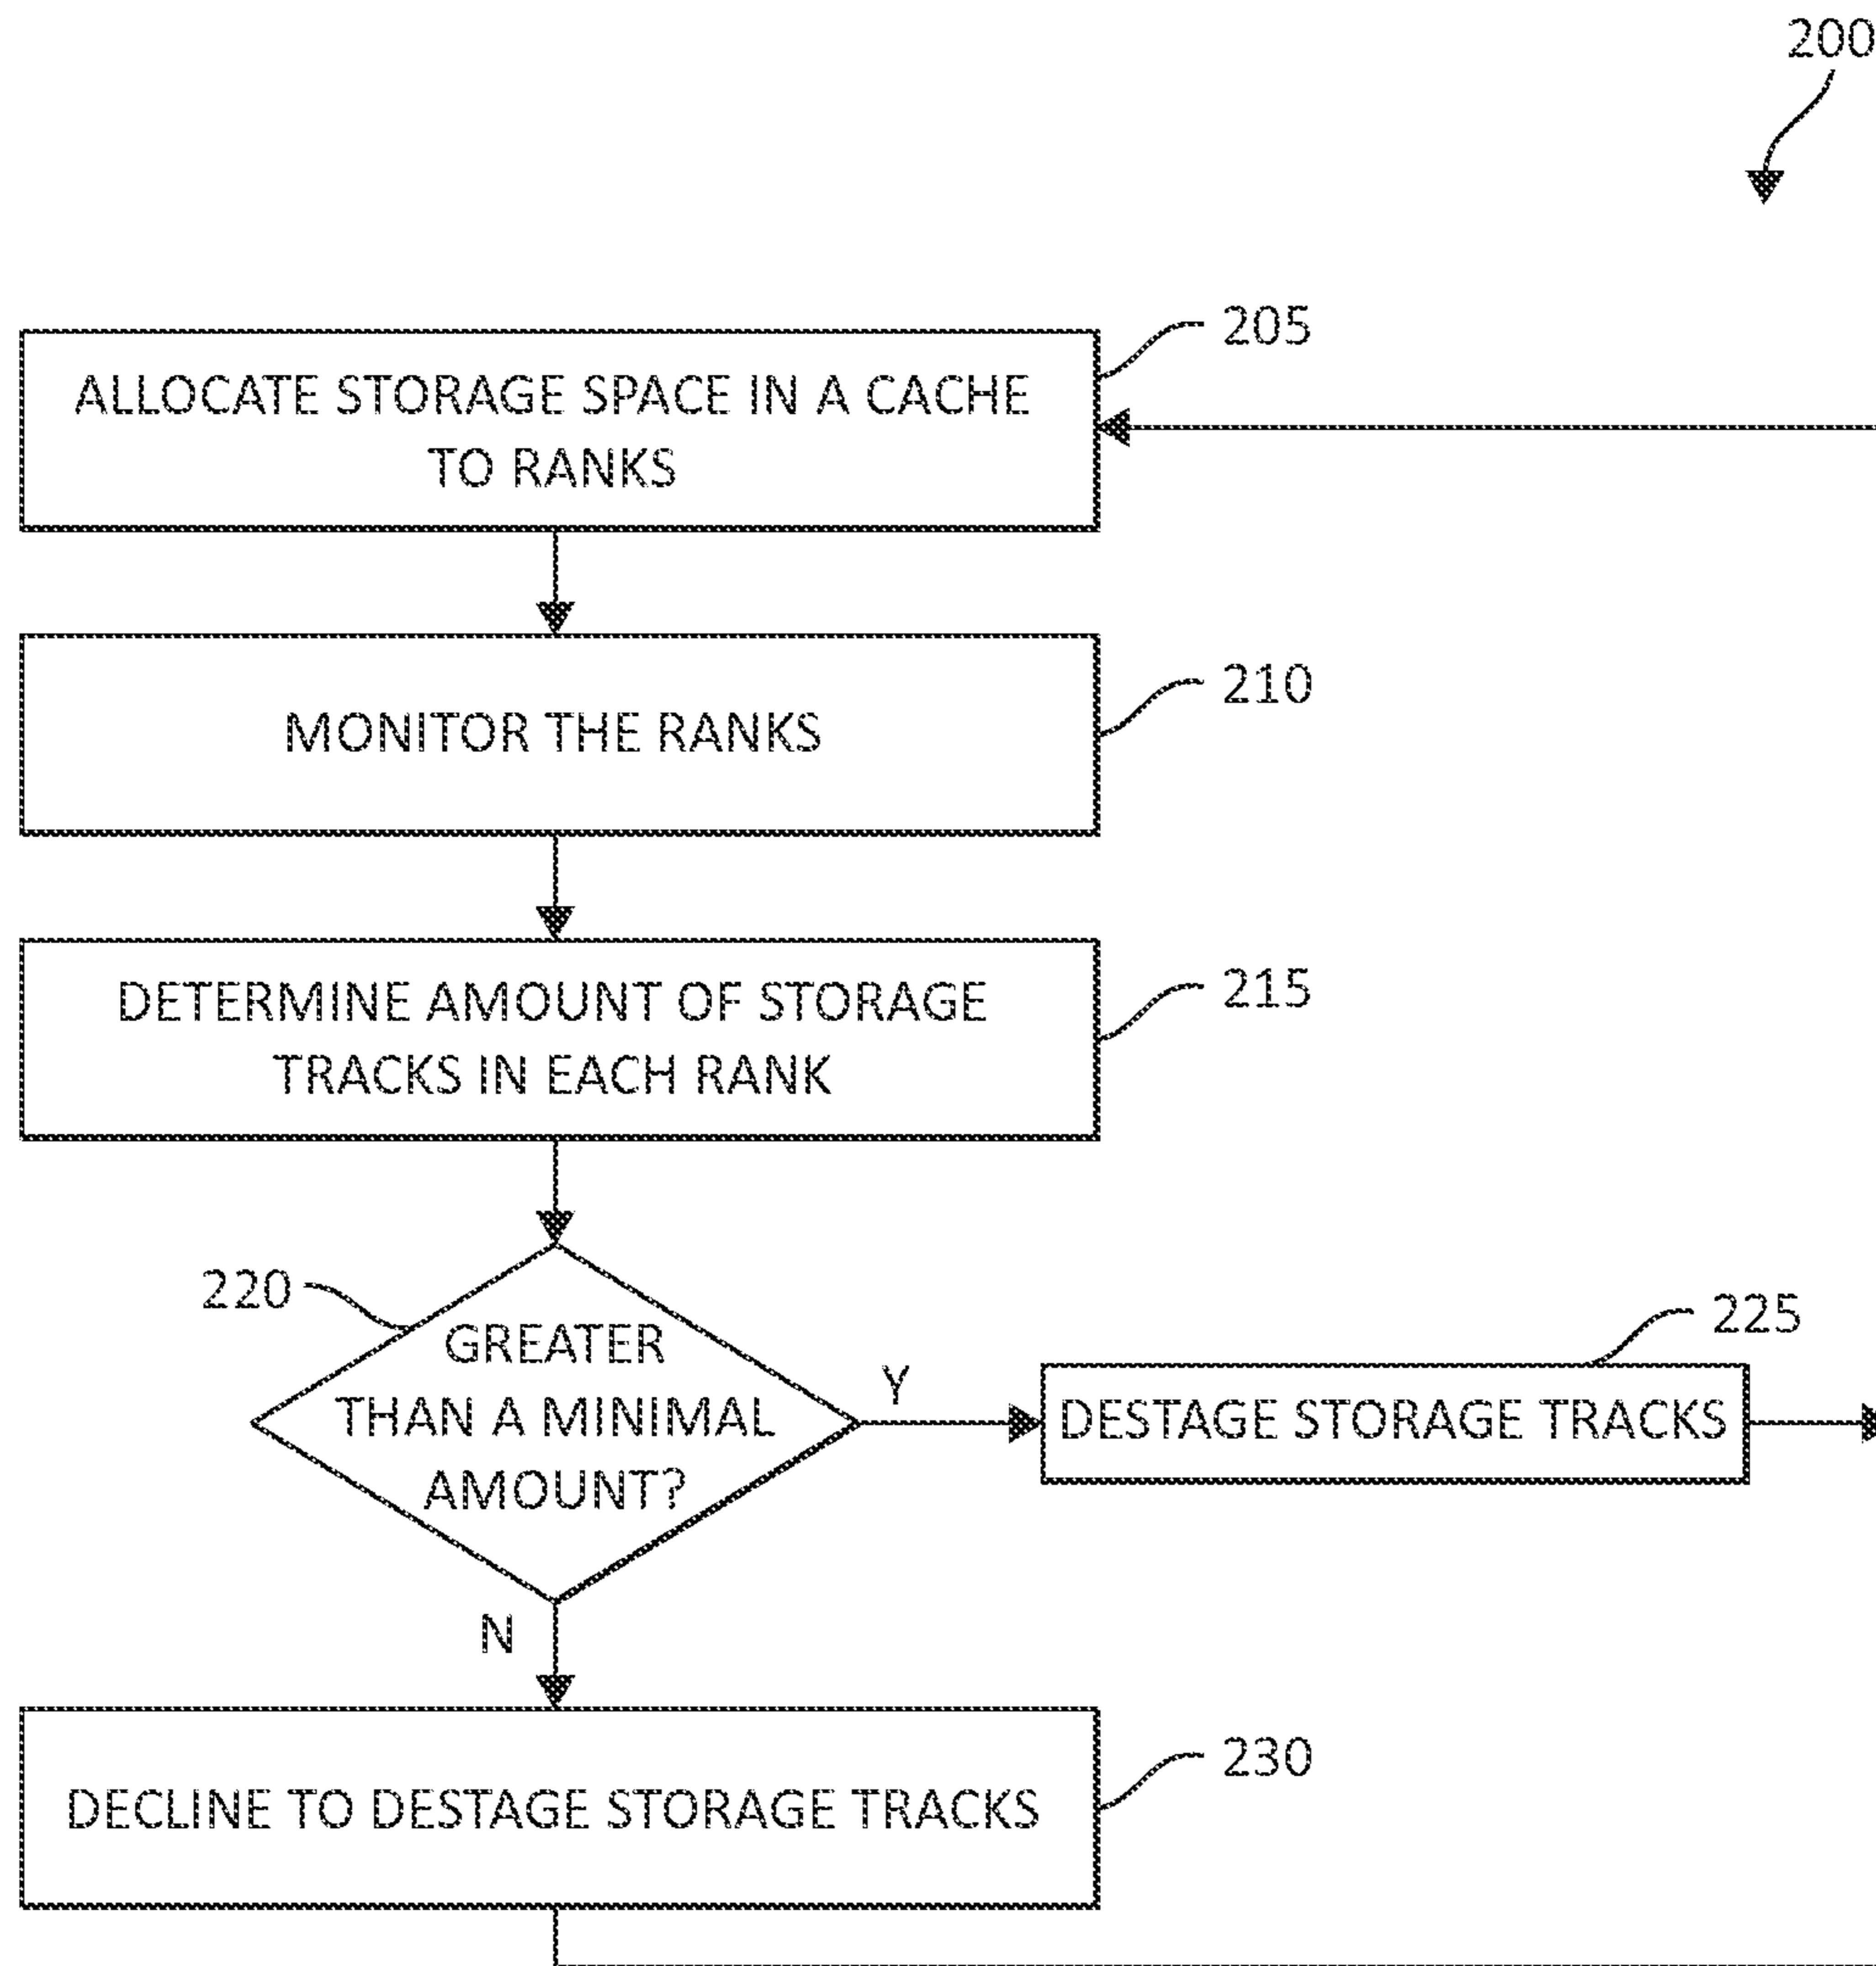 200
205
ALLOCATE STORAGE SPACE IN A CACHE
TO RANKS
210
MONITOR THE RANKS
215
DETERMINE AMOUNT OF STORAGE
TRACKS IN EACH RANK
220
GREATER
THAN A MINIMAL
AMOUNT?
Y
225
DESTAGE STORAGE TRACKS
N
230
DECLINE TO DESTAGE STORAGE TRACKS